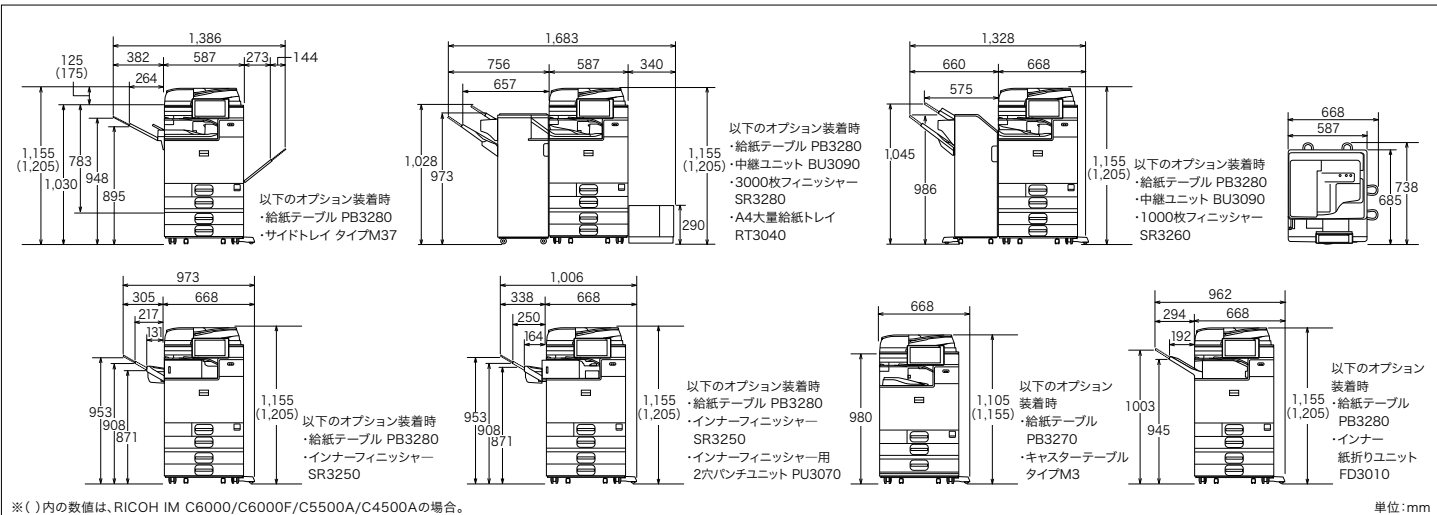 1,386
382 587 273 144
125
(175)
264
1,155
(1,205)
1,030
783
948
895
以下のオプション装着時
・給紙テーブル PB3280
・サイドトレイ タイプM37
1,683
756 587 340
657
1,028
973
290
1,155
(1,205)
以下のオプション装着時
・給紙テーブル PB3280
・中継ユニット BU3090
・3000枚フィニッシャー
SR3280
・A4大量給紙トレイ
RT3040
1,328
660 668
575
1,045
986
1,155
(1,205)
以下のオプション装着時
・給紙テーブル PB3280
・中継ユニット BU3090
・1000枚フィニッシャー
SR3260
668
587
738
685
973
305 668
217
131
953
908
871
1,155
(1,205)
以下のオプション装着時
・給紙テーブル PB3280
・インナーフィニッシャー
SR3250
1,006
338 668
250
164
953
908
871
1,155
(1,205)
以下のオプション装着時
・給紙テーブル PB3280
・インナーフィニッシャー
SR3250
・インナーフィニッシャー用
2穴パンチユニット PU3070
668
980
1,105
(1,155)
以下のオプション
装着時
・給紙テーブル
PB3270
・キャスターテーブル
タイプM3
962
294 668
192
1003
945
1,155
(1,205)
以下のオプション
装着時
・給紙テーブル
PB3280
・インナー
紙折りユニット
FD3010
※( )内の数値は、RICOH IM C6000/C6000F/C5500A/C4500Aの場合。
単位:mm